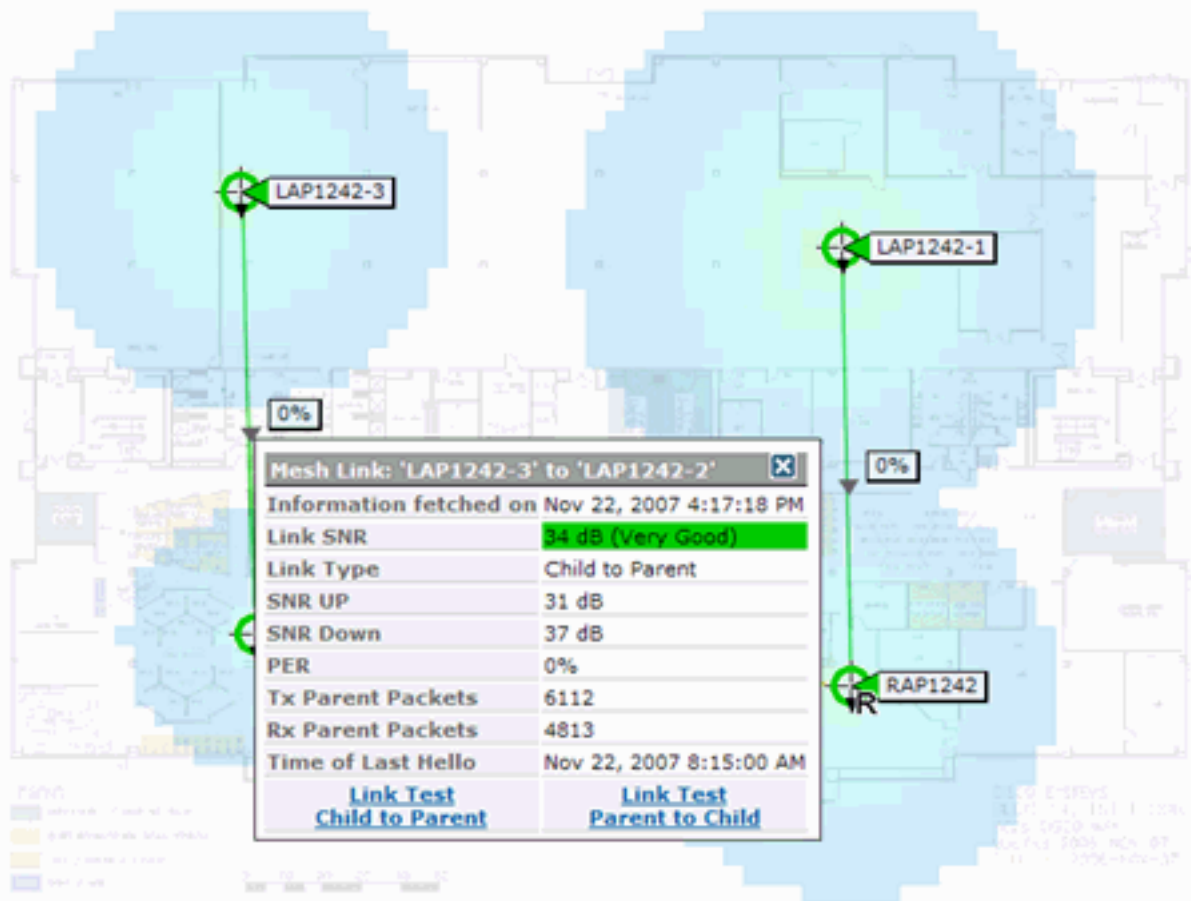 LAP1242-3
LAP1242-1
0%
0%
Mesh Link: 'LAP1242-3' to 'LAP1242-2'
Information fetched on Nov 22, 2007 4:17:18 PM
Link SNR 34 dB (Very Good)
Link Type Child to Parent
SNR UP 31 dB
SNR Down 37 dB
PER 0%
Tx Parent Packets 6112
Rx Parent Packets 4813
Time of Last Hello Nov 22, 2007 8:15:00 AM
Link Test Child to Parent
Link Test Parent to Child
RAP1242
R